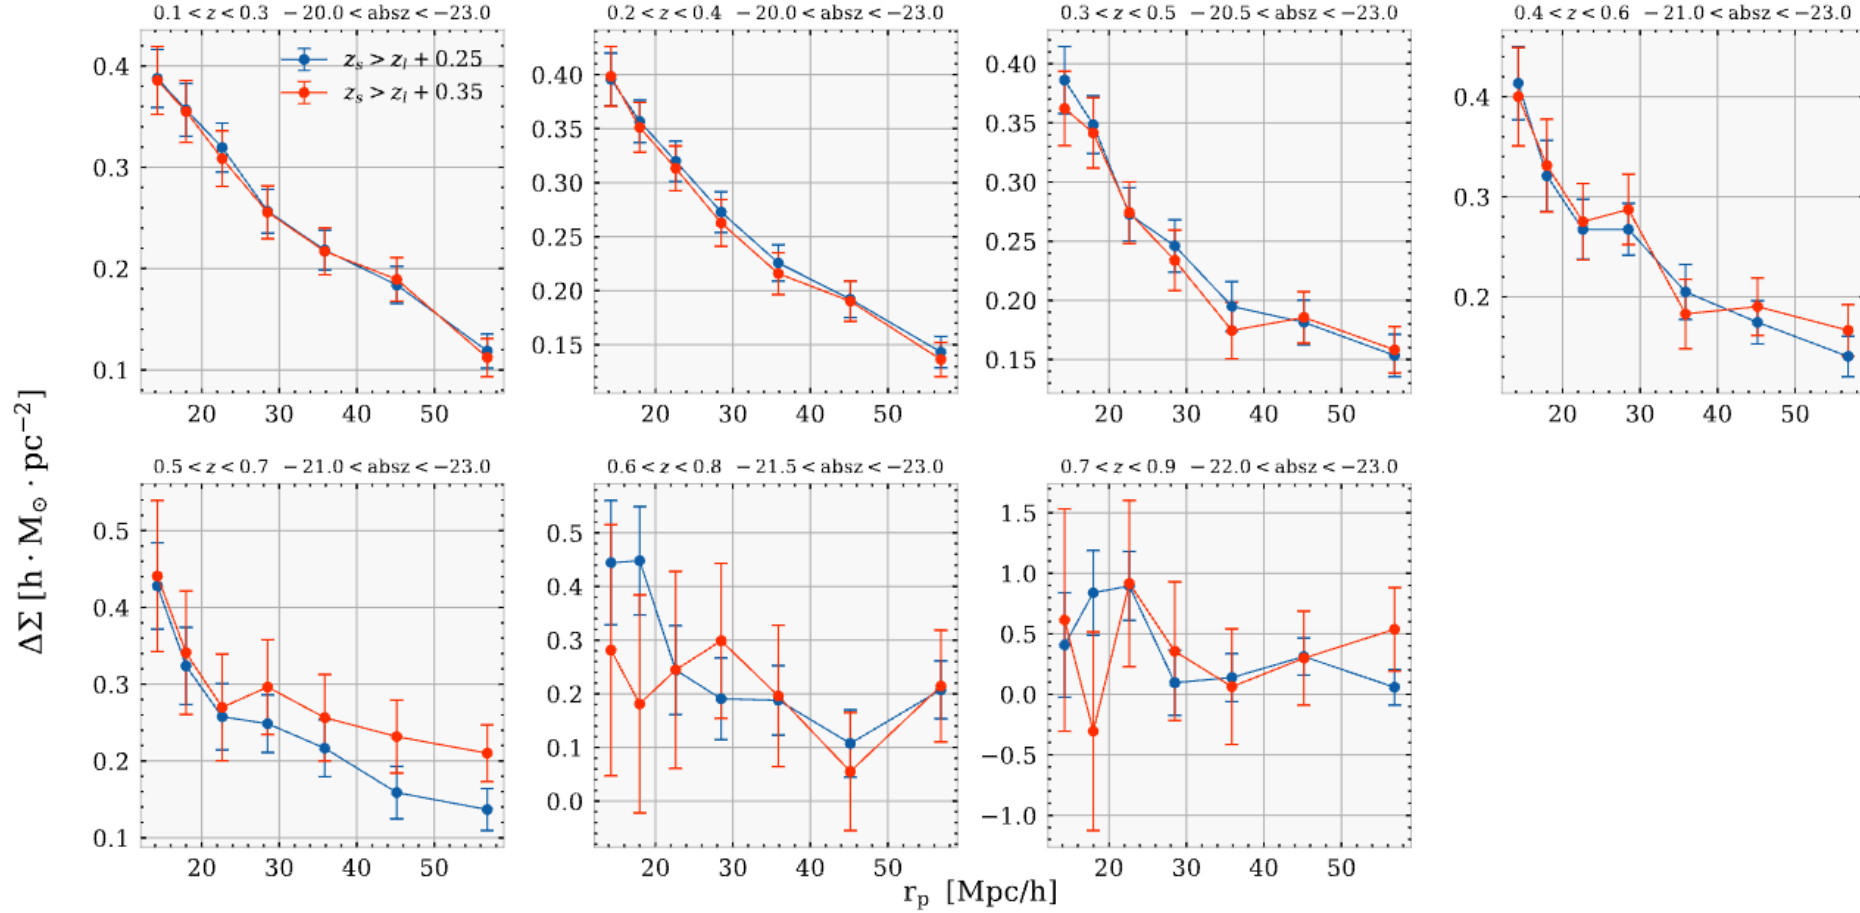 0.1 < z < 0.3 −20.0 < absz < −23.0
0.2 < z < 0.4 −20.0 < absz < −23.0
0.3 < z < 0.5 −20.5 < absz < −23.0
0.4 < z < 0.6 −21.0 < absz < −23.0
z_s > z_l + 0.25
z_s > z_l + 0.35
0.4
0.3
0.2
0.1
20 30 40 50
0.40
0.35
0.30
0.25
0.20
0.15
20 30 40 50
0.40
0.35
0.30
0.25
0.20
0.15
20 30 40 50
0.4
0.3
0.2
20 30 40 50
ΔΣ [h · M_⊙ · pc^{−2}]
0.5 < z < 0.7 −21.0 < absz < −23.0
0.6 < z < 0.8 −21.5 < absz < −23.0
0.7 < z < 0.9 −22.0 < absz < −23.0
0.5
0.4
0.3
0.2
0.1
20 30 40 50
0.5
0.4
0.3
0.2
0.1
0.0
20 30 40 50
1.5
1.0
0.5
0.0
−0.5
−1.0
20 30 40 50
r_p [Mpc/h]